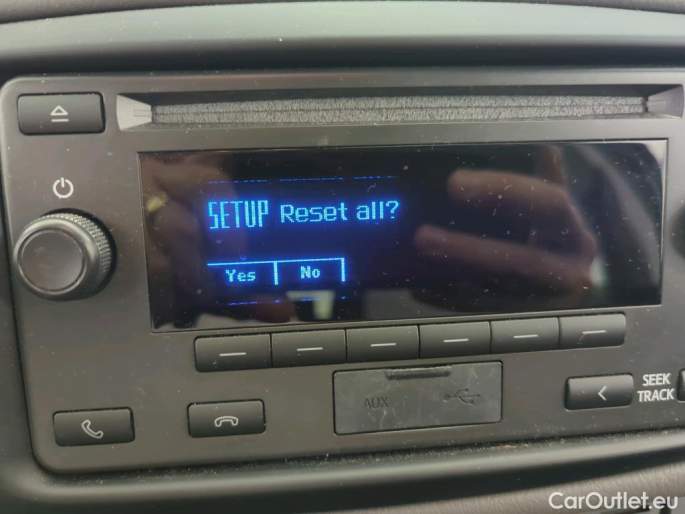 SETUP Reset all?
Yes No
AUX
SEEK
TRACK
CarOutlet.eu